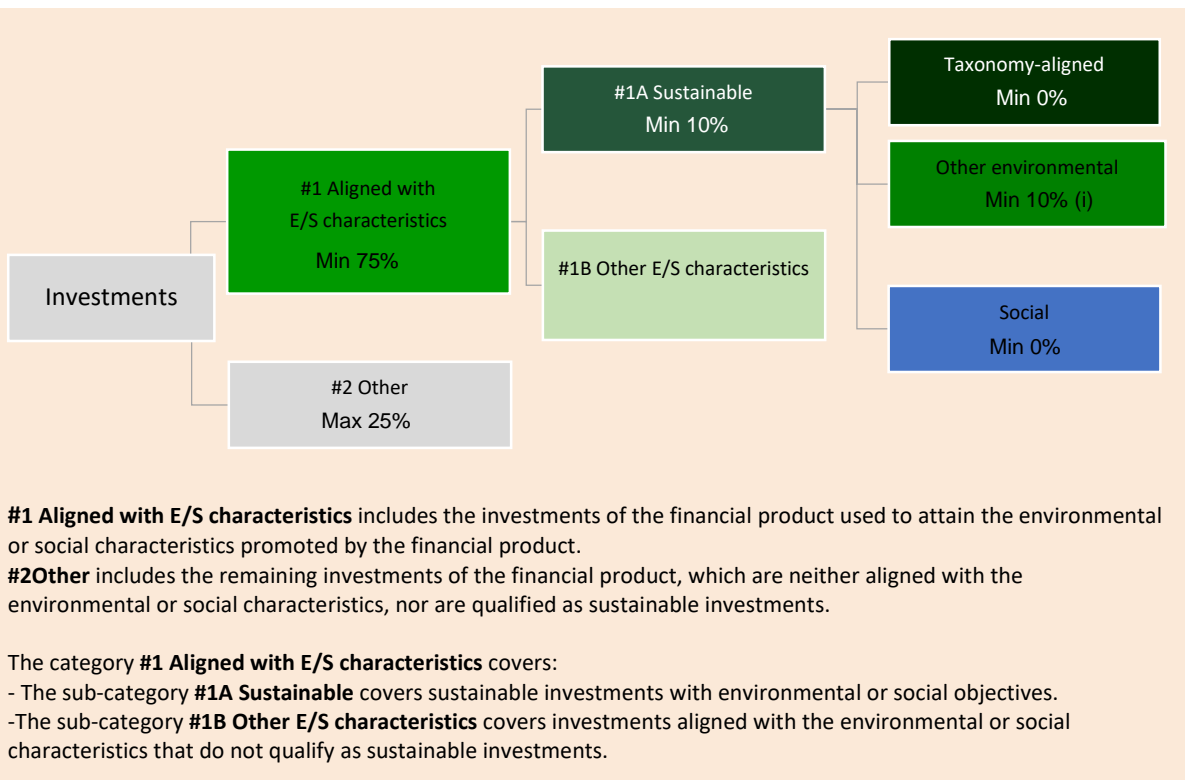 Investments
#1 Aligned with
E/S characteristics
Min 75%
#2 Other
Max 25%
#1A Sustainable
Min 10%
#1B Other E/S characteristics
Taxonomy-aligned
Min 0%
Other environmental
Min 10% (i)
Social
Min 0%
#1 Aligned with E/S characteristics includes the investments of the financial product used to attain the environmental
or social characteristics promoted by the financial product.
#2Other includes the remaining investments of the financial product, which are neither aligned with the
environmental or social characteristics, nor are qualified as sustainable investments.
The category #1 Aligned with E/S characteristics covers:
- The sub-category #1A Sustainable covers sustainable investments with environmental or social objectives.
-The sub-category #1B Other E/S characteristics covers investments aligned with the environmental or social
characteristics that do not qualify as sustainable investments.